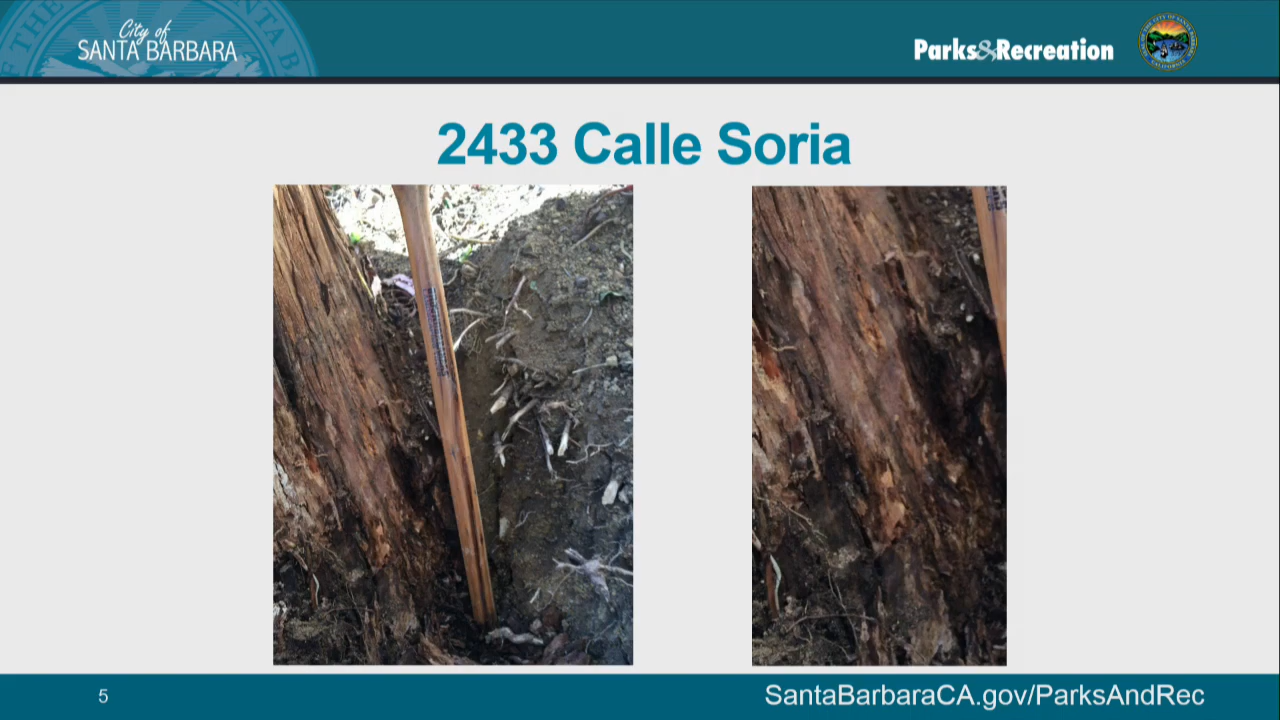 City of
SANTA BARBARA
Parks&Recreation
2433 Calle Soria
5
SantaBarbaraCA.gov/ParksAndRec